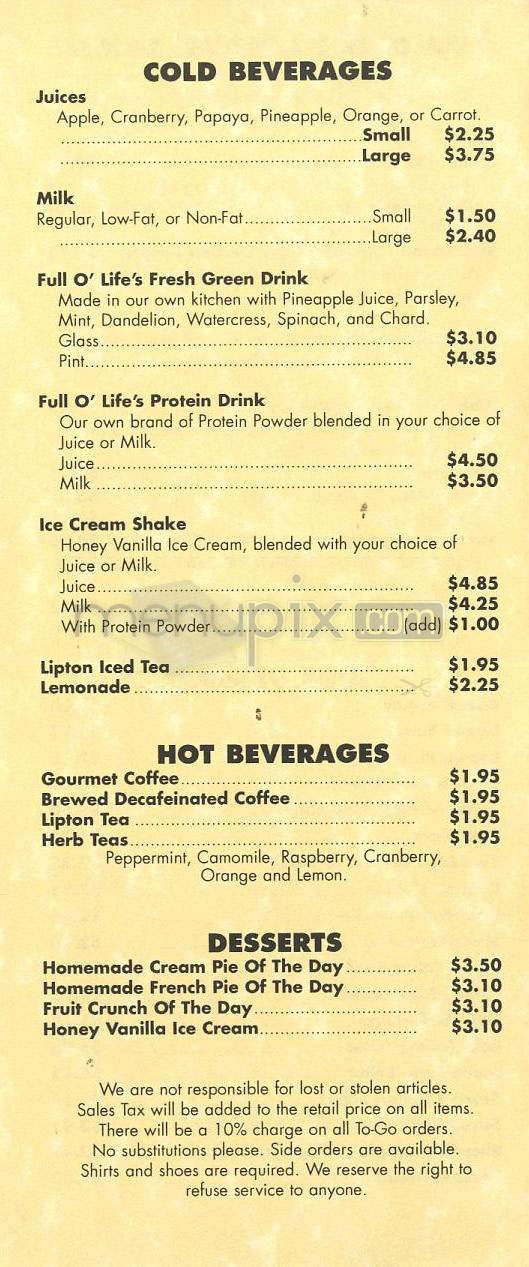 COLD BEVERAGES
Juices
Apple, Cranberry, Papaya, Pineapple, Orange, or Carrot.
..................................................Small $2.25
..................................................Large $3.75
Milk
Regular, Low-Fat, or Non-Fat.....................Small $1.50
....................................................Large $2.40
Full O' Life's Fresh Green Drink
Made in our own kitchen with Pineapple Juice, Parsley,
Mint, Dandelion, Watercress, Spinach, and Chard.
Glass.................................................... $3.10
Pint...................................................... $4.85
Full O' Life's Protein Drink
Our own brand of Protein Powder blended in your choice of
Juice or Milk.
Juice..................................................... $4.50
Milk ..................................................... $3.50
Ice Cream Shake
Honey Vanilla Ice Cream, blended with your choice of
Juice or Milk.
Juice..................................................... $4.85
Milk ..................................................... $4.25
With Protein Powder................................ (add) $1.00
menupix.com
Lipton Iced Tea ........................................ $1.95
Lemonade ............................................... $2.25
HOT BEVERAGES
Gourmet Coffee....................................... $1.95
Brewed Decafeinated Coffee .................... $1.95
Lipton Tea ............................................... $1.95
Herb Teas................................................ $1.95
Peppermint, Camomile, Raspberry, Cranberry,
Orange and Lemon.
DESSERTS
Homemade Cream Pie Of The Day............ $3.50
Homemade French Pie Of The Day............ $3.10
Fruit Crunch Of The Day........................... $3.10
Honey Vanilla Ice Cream.......................... $3.10
We are not responsible for lost or stolen articles.
Sales Tax will be added to the retail price on all items.
There will be a 10% charge on all To-Go orders.
No substitutions please. Side orders are available.
Shirts and shoes are required. We reserve the right to
refuse service to anyone.